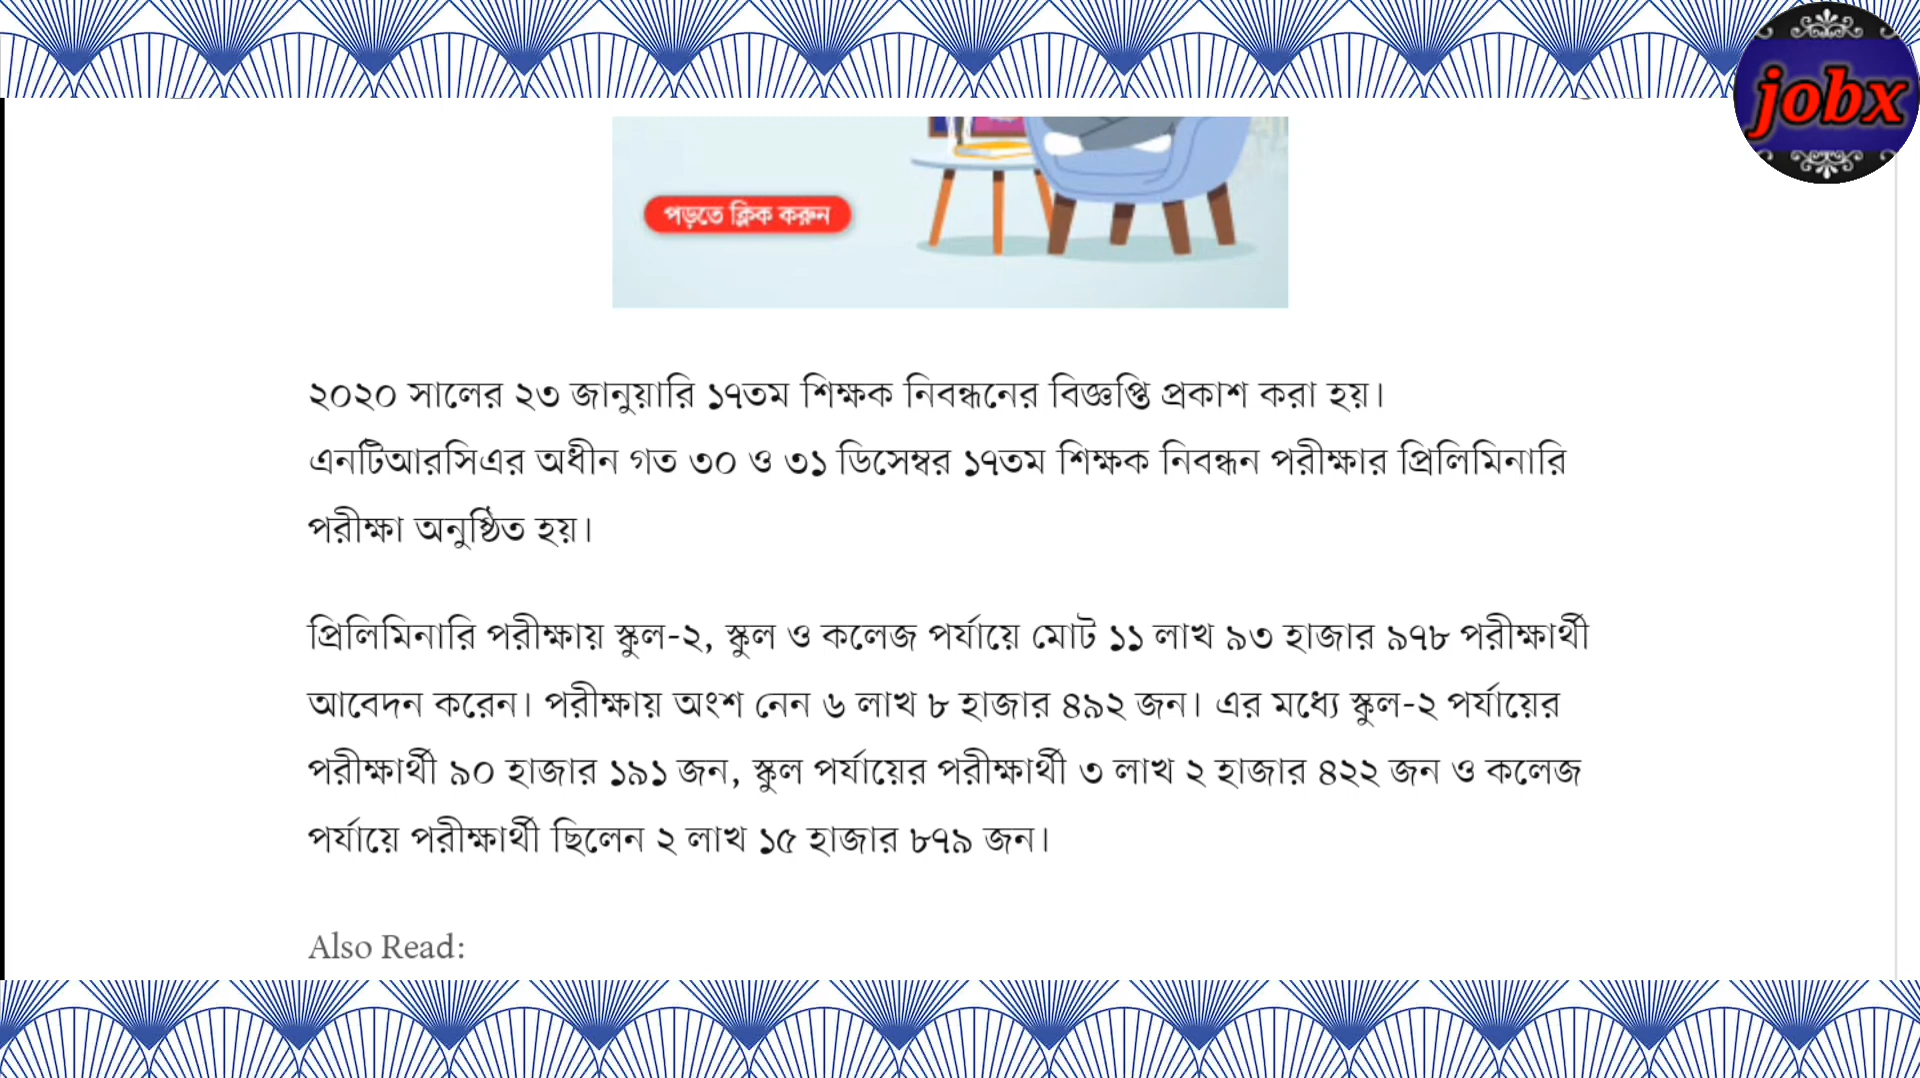 jobx
পড়তে ক্লিক করুন
২০২০ সালের ২৩ জানুয়ারি ১৭তম শিক্ষক নিবন্ধনের বিজ্ঞপ্তি প্রকাশ করা হয়।
এনটিআরসিএর অধীন গত ৩০ ও ৩১ ডিসেম্বর ১৭তম শিক্ষক নিবন্ধন পরীক্ষার প্রিলিমিনারি
পরীক্ষা অনুষ্ঠিত হয়।
প্রিলিমিনারি পরীক্ষায় স্কুল-২, স্কুল ও কলেজ পর্যায়ে মোট ১১ লাখ ৯৩ হাজার ৯৭৮ পরীক্ষার্থী
আবেদন করেন। পরীক্ষায় অংশ নেন ৬ লাখ ৮ হাজার ৪৯২ জন। এর মধ্যে স্কুল-২ পর্যায়ের
পরীক্ষার্থী ৯০ হাজার ১৯১ জন, স্কুল পর্যায়ের পরীক্ষার্থী ৩ লাখ ২ হাজার ৪২২ জন ও কলেজ
পর্যায়ে পরীক্ষার্থী ছিলেন ২ লাখ ১৫ হাজার ৮৭৯ জন।
Also Read: